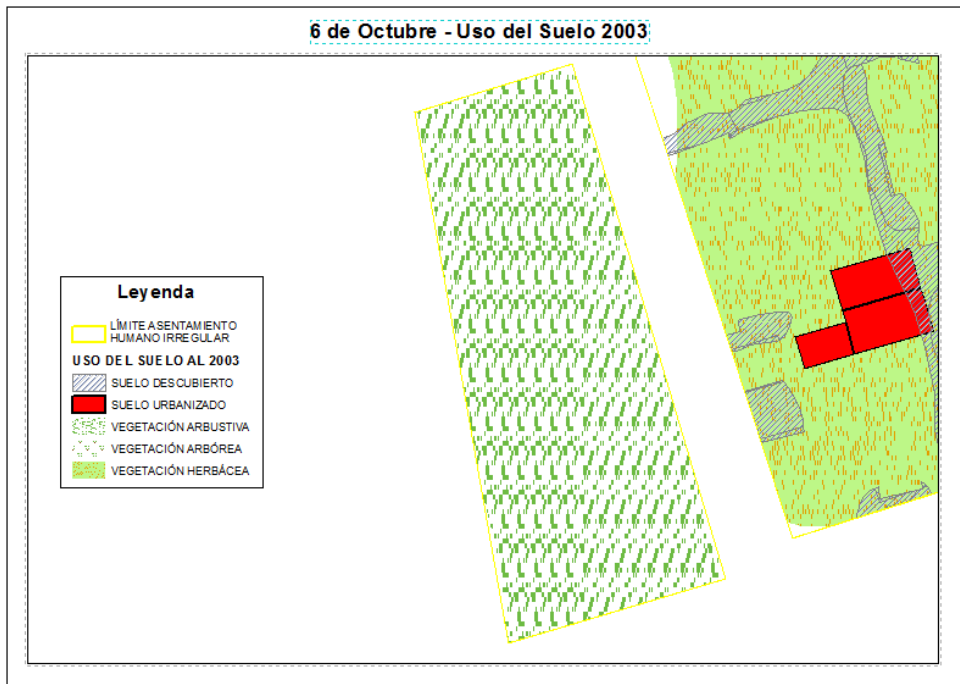 6 de Octubre - Uso del Suelo 2003
Leyenda
LÍMITE ASENTAMIENTO
HUMANO IRREGULAR
USO DEL SUELO AL 2003
SUELO DESCUBIERTO
SUELO URBANIZADO
VEGETACIÓN ARBUSTIVA
VEGETACIÓN ARBÓREA
VEGETACIÓN HERBÁCEA